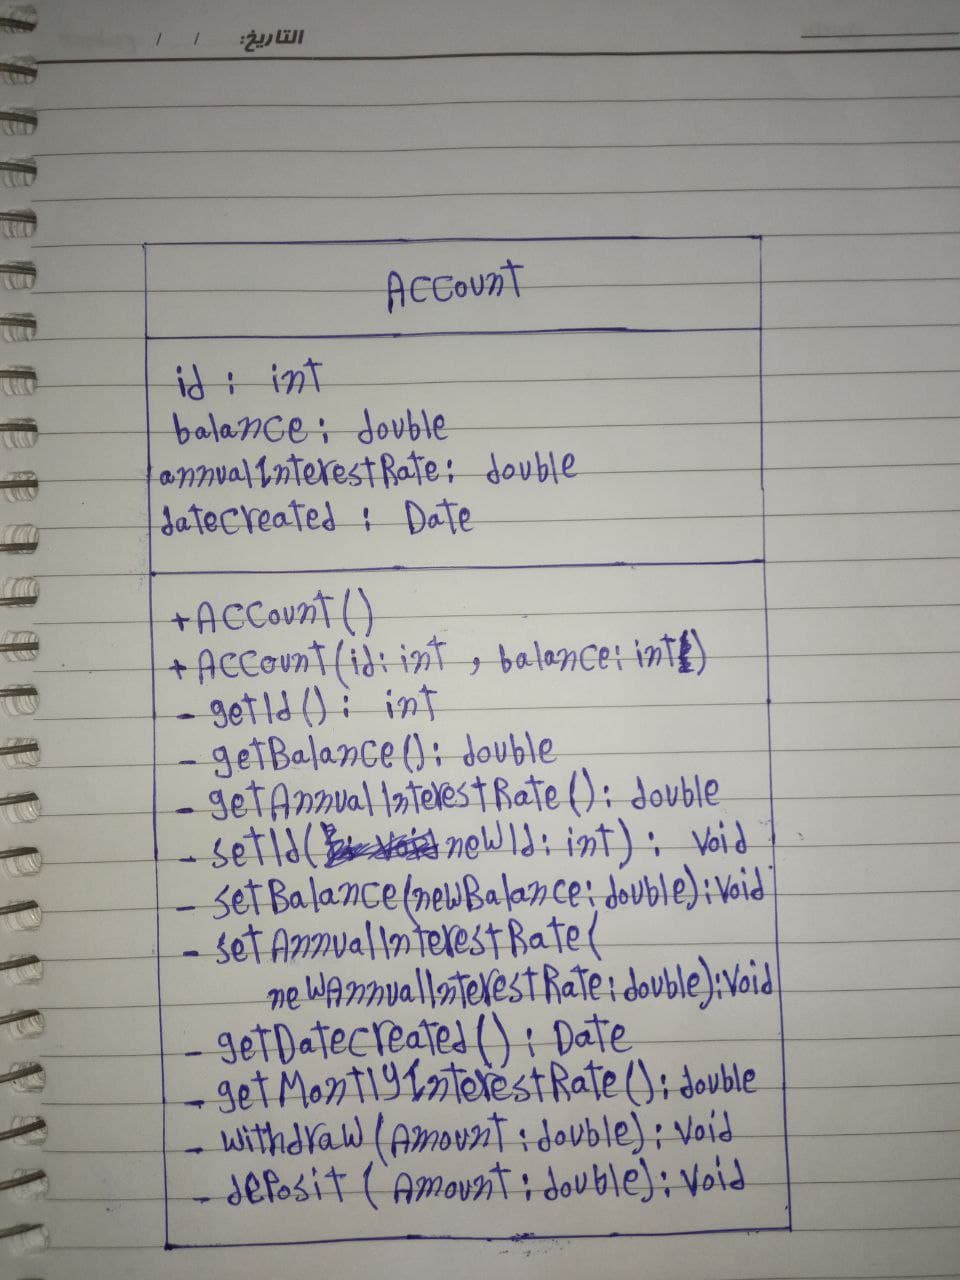 التاريخ: / /
Account
id : int
balance : double
annualInterestRate : double
datecreated : Date
+Account()
+Account(id: int , balance: int)
- getId() : int
- getBalance() : double
- getAnnualInterestRate() : double
- setId( newId: int) : void
- setBalance(newBalance: double) : void
- setAnnualInterestRate(
newAnnualInterestRate : double) : void
- getDatecreated() : Date
- getMontlyInterestRate() : double
- withdraw (Amount : double) : void
- deposit ( Amount : double) : void